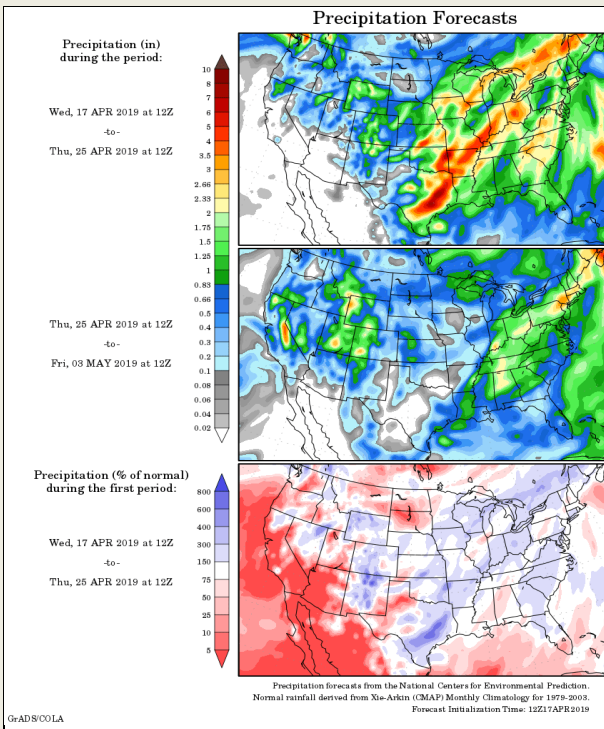 Precipitation Forecasts
Precipitation (in)
during the period:
Wed, 17 APR 2019 at 12Z
-to-
Thu, 25 APR 2019 at 12Z
10
8
7
6
5
4
3.5
3
2.66
2.33
2
1.75
1.5
1.25
1
0.83
0.66
0.5
0.4
0.3
0.2
0.1
0.08
0.06
0.04
0.02
Thu, 25 APR 2019 at 12Z
-to-
Fri, 03 MAY 2019 at 12Z
Precipitation (% of normal)
during the first period:
Wed, 17 APR 2019 at 12Z
-to-
Thu, 25 APR 2019 at 12Z
800
600
400
300
150
75
50
25
10
5
Precipitation forecasts from the National Centers for Environmental Prediction.
Normal rainfall derived from Xie-Arkin (CMAP) Monthly Climatology for 1979-2003.
Forecast Initialization Time: 12Z17APR2019
GrADS/COLA